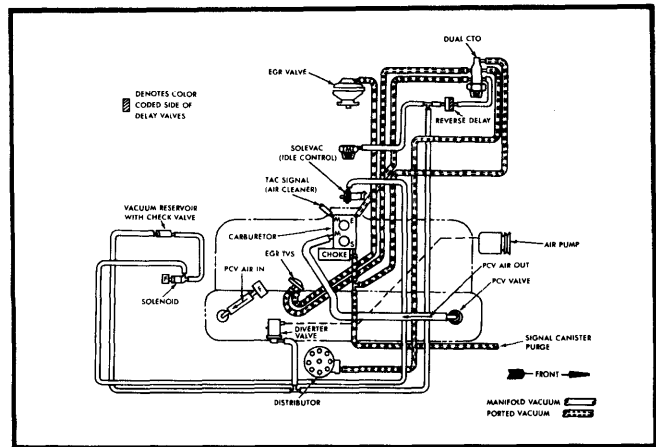 DUAL CTO
EGR VALVE
DENOTES COLOR
CODED SIDE OF
DELAY VALVES
REVERSE DELAY
SOLEVAC
(IDLE CONTROL)
TAC SIGNAL
(AIR CLEANER)
VACUUM RESERVOIR
WITH CHECK VALVE
CARBURETOR
M
E
M
S
CHOKE
AIR PUMP
EGR TVS
PCV AIR IN
PCV AIR OUT
SOLENOID
PCV VALVE
DIVERTER
VALVE
SIGNAL CANISTER
PURGE
FRONT
DISTRIBUTOR
MANIFOLD VACUUM
PORTED VACUUM